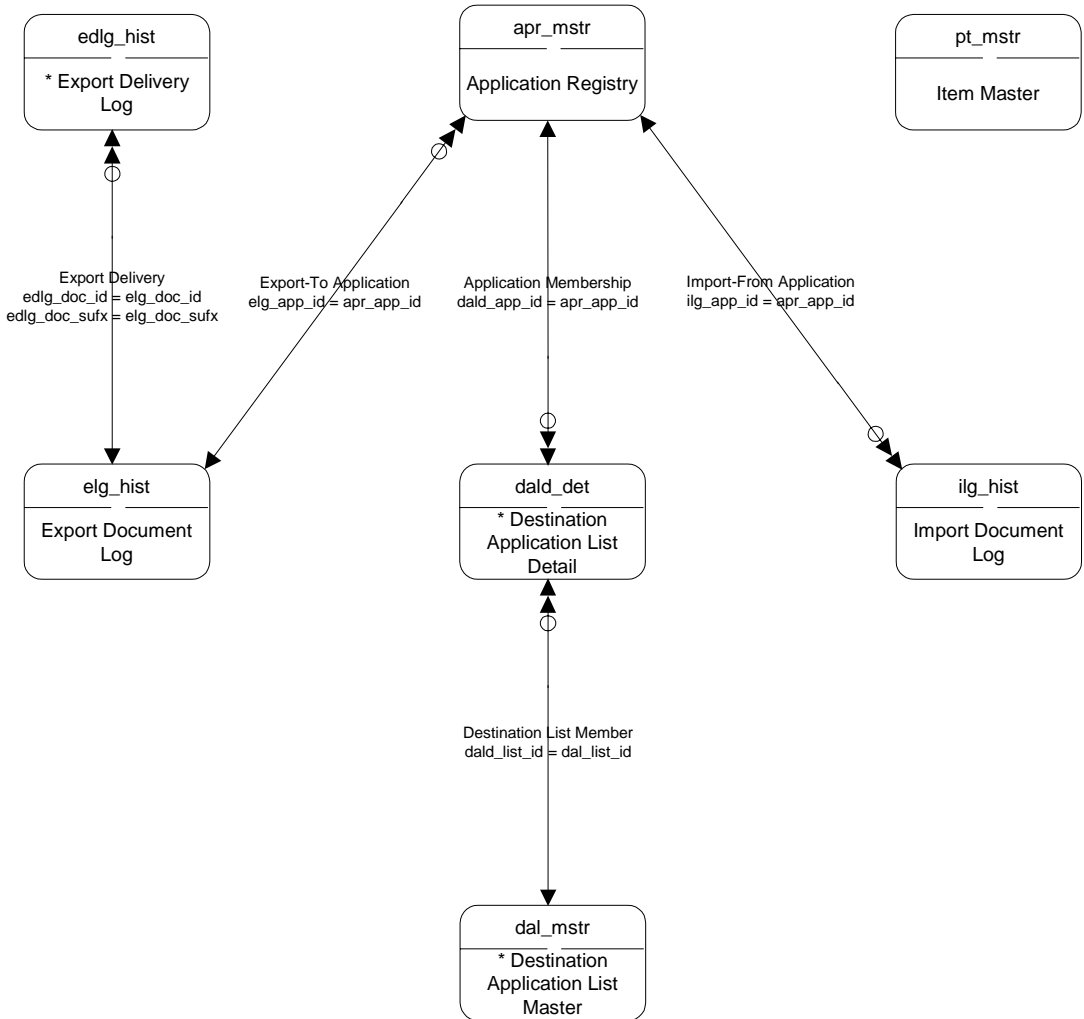 edlg_hist
* Export Delivery
Log
apr_mstr
Application Registry
pt_mstr
Item Master
Export Delivery
edlg_doc_id = elg_doc_id
edlg_doc_sufx = elg_doc_sufx
Export-To Application
elg_app_id = apr_app_id
Application Membership
dald_app_id = apr_app_id
Import-From Application
ilg_app_id = apr_app_id
elg_hist
Export Document
Log
dald_det
* Destination
Application List
Detail
ilg_hist
Import Document
Log
Destination List Member
dald_list_id = dal_list_id
dal_mstr
* Destination
Application List
Master